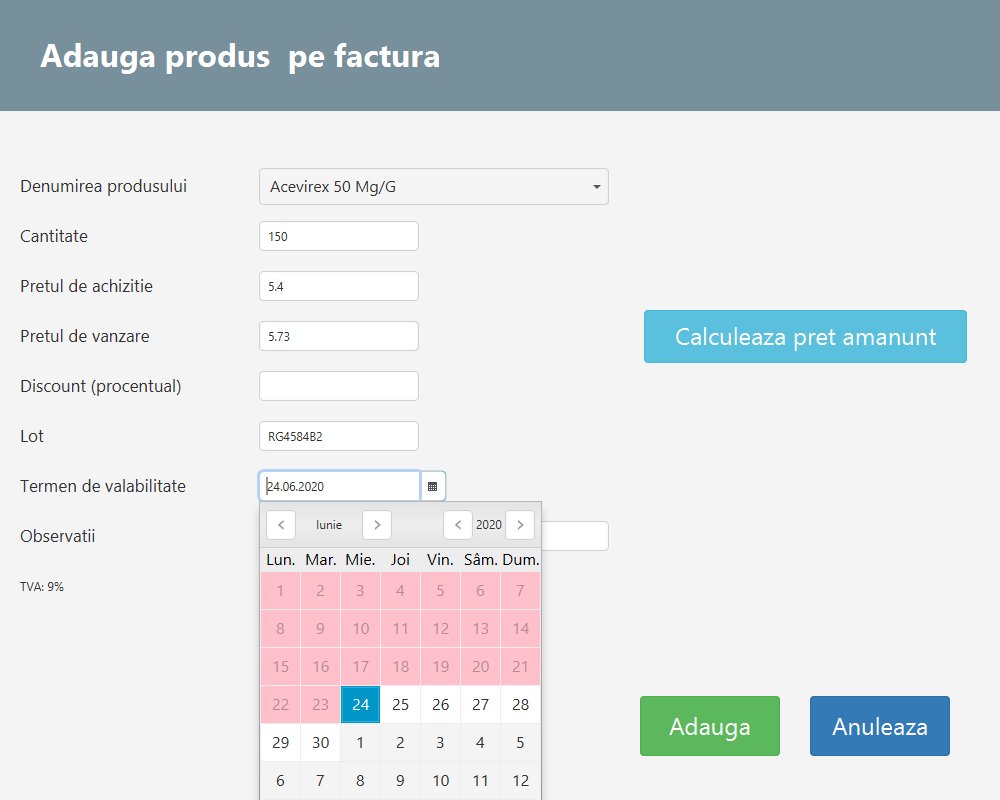 Adauga produs  pe factura
Denumirea produsului
Acevirex 50 Mg/G
Cantitate
150
Pretul de achizitie
5.4
Pretul de vanzare
5.73
Calculeaza pret amanunt
Discount (procentual)
Lot
RG4584B2
Termen de valabilitate
24.06.2020
Observatii
< Iunie > < 2020 >
Lun. Mar. Mie. Joi Vin. Sâm. Dum.
TVA: 9%
1 2 3 4 5 6 7
8 9 10 11 12 13 14
15 16 17 18 19 20 21
22 23 24 25 26 27 28
29 30 1 2 3 4 5
6 7 8 9 10 11 12
Adauga
Anuleaza